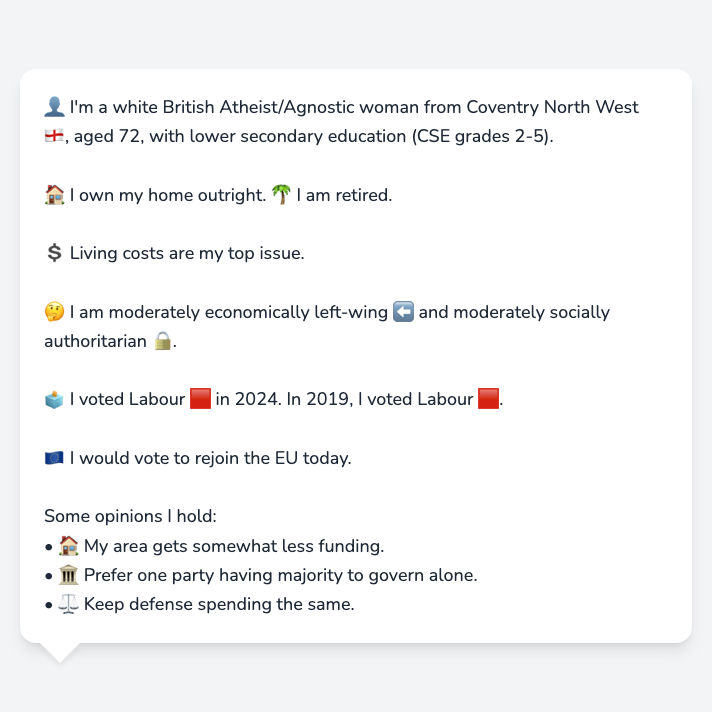 👤 I'm a white British Atheist/Agnostic woman from Coventry North West
🏴󠁧󠁢󠁥󠁮󠁧󠁿, aged 72, with lower secondary education (CSE grades 2-5).
🏠 I own my home outright. 🌴 I am retired.
💲 Living costs are my top issue.
🤔 I am moderately economically left-wing ⬅️ and moderately socially
authoritarian 🔒.
🗳️ I voted Labour 🟥 in 2024. In 2019, I voted Labour 🟥.
🇪🇺 I would vote to rejoin the EU today.
Some opinions I hold:
• 🏠 My area gets somewhat less funding.
• 🏛️ Prefer one party having majority to govern alone.
• ⚖️ Keep defense spending the same.